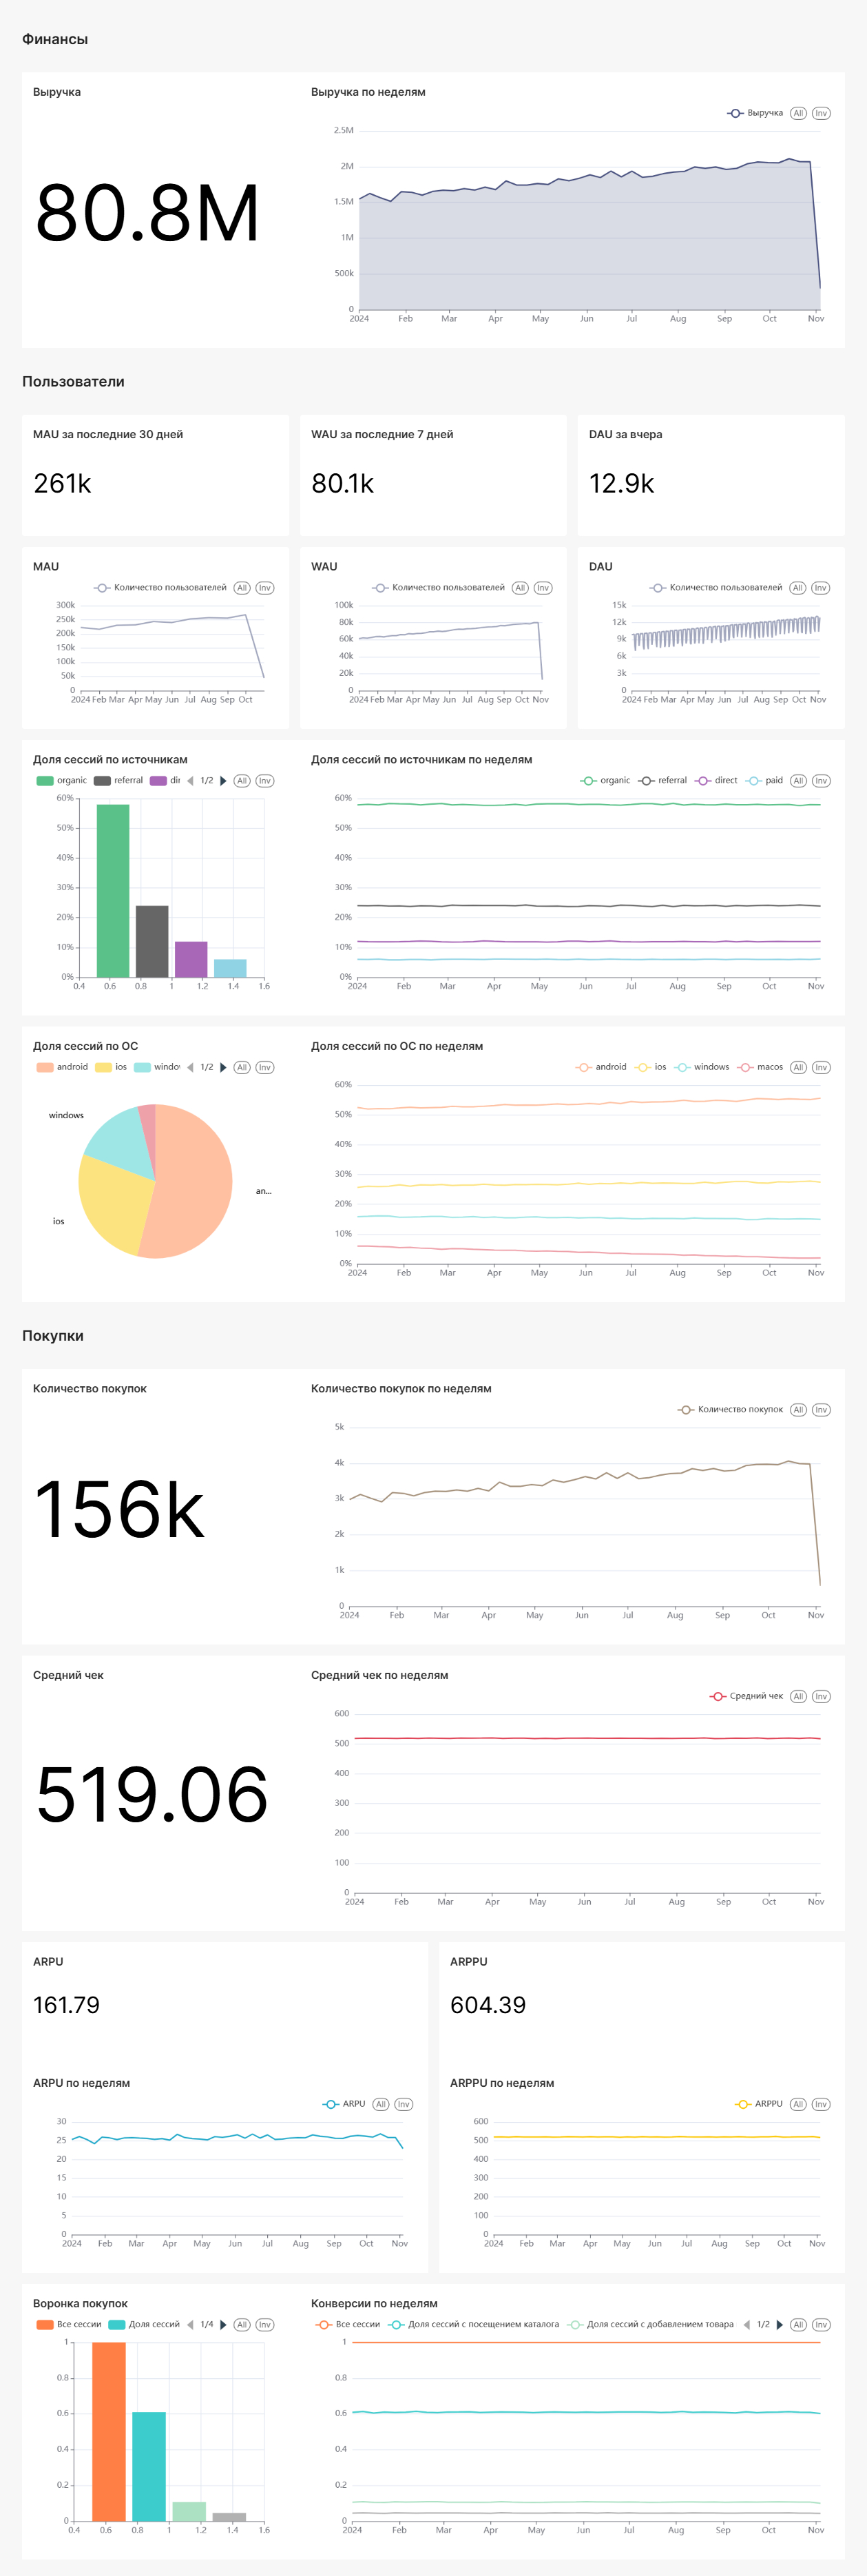 Финансы
Выручка
80.8M
Выручка по неделям
Выручка All Inv
2.5M
2M
1.5M
1M
500k
0
2024 Feb Mar Apr May Jun Jul Aug Sep Oct Nov
Пользователи
MAU за последние 30 дней
261k
WAU за последние 7 дней
80.1k
DAU за вчера
12.9k
MAU
Количество пользователей All Inv
300k
250k
200k
150k
100k
50k
0
2024 Feb Mar Apr May Jun Jul Aug Sep Oct
WAU
Количество пользователей All Inv
100k
80k
60k
40k
20k
0
2024 Feb Mar Apr May Jun Jul Aug Sep Oct Nov
DAU
Количество пользователей All Inv
15k
12k
9k
6k
3k
0
2024 Feb Mar Apr May Jun Jul Aug Sep Oct Nov
Доля сессий по источникам
organic referral dir 1/2 All Inv
60%
50%
40%
30%
20%
10%
0%
0.4 0.6 0.8 1 1.2 1.4 1.6
Доля сессий по источникам по неделям
organic referral direct paid All Inv
60%
50%
40%
30%
20%
10%
0%
2024 Feb Mar Apr May Jun Jul Aug Sep Oct Nov
Доля сессий по ОС
android ios windo 1/2 All Inv
windows
an...
ios
Доля сессий по ОС по неделям
android ios windows macos All Inv
60%
50%
40%
30%
20%
10%
0%
2024 Feb Mar Apr May Jun Jul Aug Sep Oct Nov
Покупки
Количество покупок
156k
Количество покупок по неделям
Количество покупок All Inv
5k
4k
3k
2k
1k
0
2024 Feb Mar Apr May Jun Jul Aug Sep Oct Nov
Средний чек
519.06
Средний чек по неделям
Средний чек All Inv
600
500
400
300
200
100
0
2024 Feb Mar Apr May Jun Jul Aug Sep Oct Nov
ARPU
161.79
ARPU по неделям
ARPU All Inv
30
25
20
15
10
5
0
2024 Feb Mar Apr May Jun Jul Aug Sep Oct Nov
ARPPU
604.39
ARPPU по неделям
ARPPU All Inv
600
500
400
300
200
100
0
2024 Feb Mar Apr May Jun Jul Aug Sep Oct Nov
Воронка покупок
Все сессии Доля сессий 1/4 All Inv
1
0.8
0.6
0.4
0.2
0
0.4 0.6 0.8 1 1.2 1.4 1.6
Конверсии по неделям
Все сессии Доля сессий с посещением каталога Доля сессий с добавлением товара 1/2 All Inv
1
0.8
0.6
0.4
0.2
0
2024 Feb Mar Apr May Jun Jul Aug Sep Oct Nov